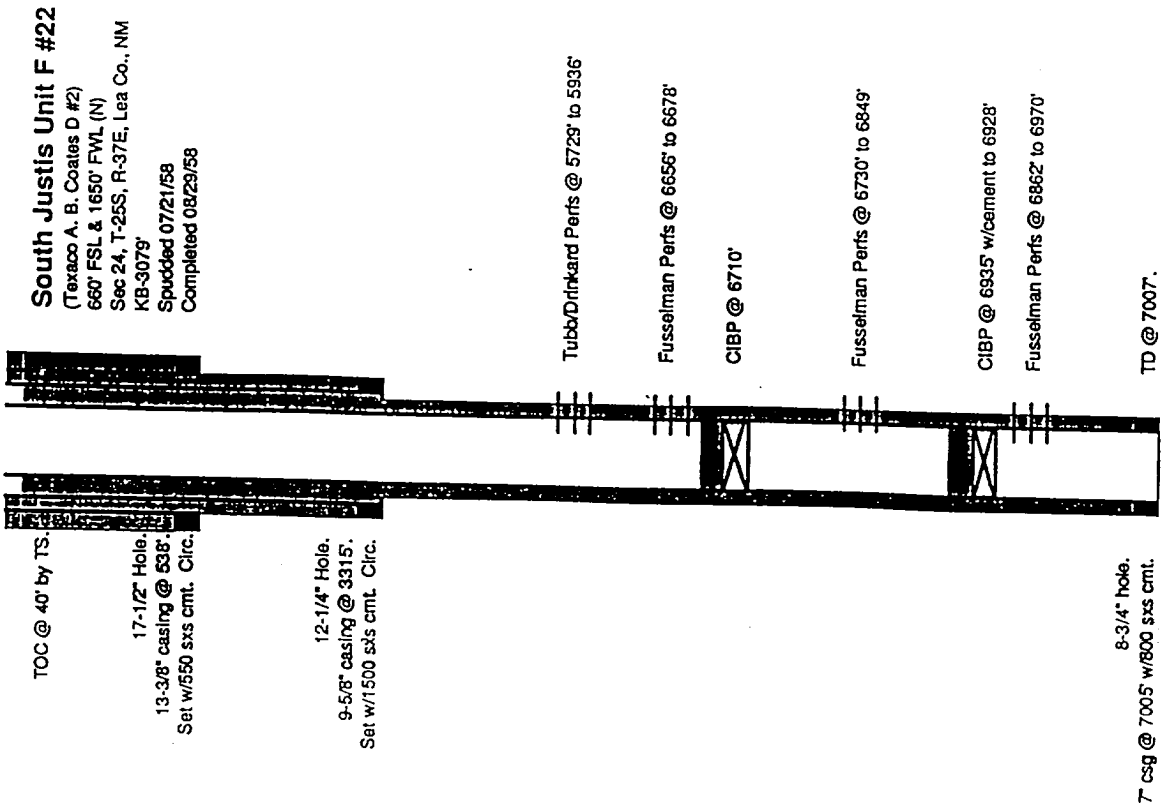 South Justis Unit F #22
(Texaco A. B. Coates D #2)
660' FSL & 1650' FWL (N)
Sec 24, T-25S, R-37E, Lea Co., NM
KB-3079'
Spudded 07/21/58
Completed 08/29/58
TOC @ 40' by TS.
17-1/2" Hole.
13-3/8" casing @ 538'.
Set w/550 sxs cmt. Circ.
12-1/4" Hole.
9-5/8" casing @ 3315'.
Set w/1500 sxs cmt. Circ.
Tubb/Drinkard Perfs @ 5729' to 5936'
Fusselman Perfs @ 6656' to 6678'
CIBP @ 6710'
Fusselman Perfs @ 6730' to 6849'
CIBP @ 6935' w/cement to 6928'
Fusselman Perfs @ 6862' to 6970'
TD @ 7007'.
8-3/4" hole.
7" csg @ 7005' w/800 sxs cmt.